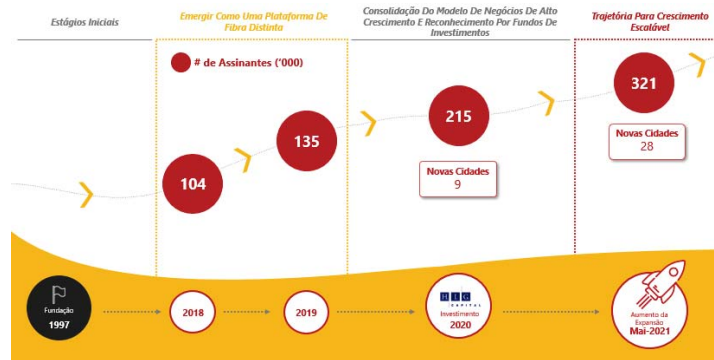 Estágios Iniciais
Emergir Como Uma Plataforma De
Fibra Distinta
Consolidação Do Modelo De Negócios De Alto
Crescimento E Reconhecimento Por Fundos De
Investimentos
Trajetória Para Crescimento
Escalável
# de Assinantes ('000)
104
135
215
321
Novas Cidades
9
Novas Cidades
28
Fundação
1997
2018
2019
HIG
CAPITAL
Investimento
2020
Aumento da
Expansão
Mai-2021